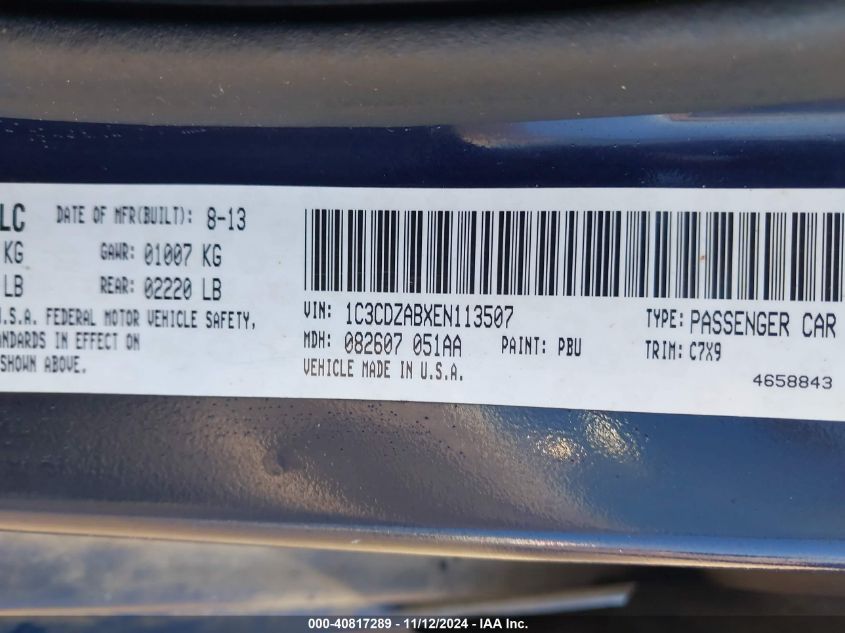 LC DATE OF MFR(BUILT): 8-13
KG GAWR: 01007 KG
LB REAR: 02220 LB
U.S.A. FEDERAL MOTOR VEHICLE SAFETY,
ANDARDS IN EFFECT ON
SHOWN ABOVE.
VIN: 1C3CDZABXEN113507 TYPE: PASSENGER CAR
MDH: 082607 051AA PAINT: PBU TRIM: C7X9
VEHICLE MADE IN U.S.A.
4658843
000-40817289 - 11/12/2024 - IAA Inc.